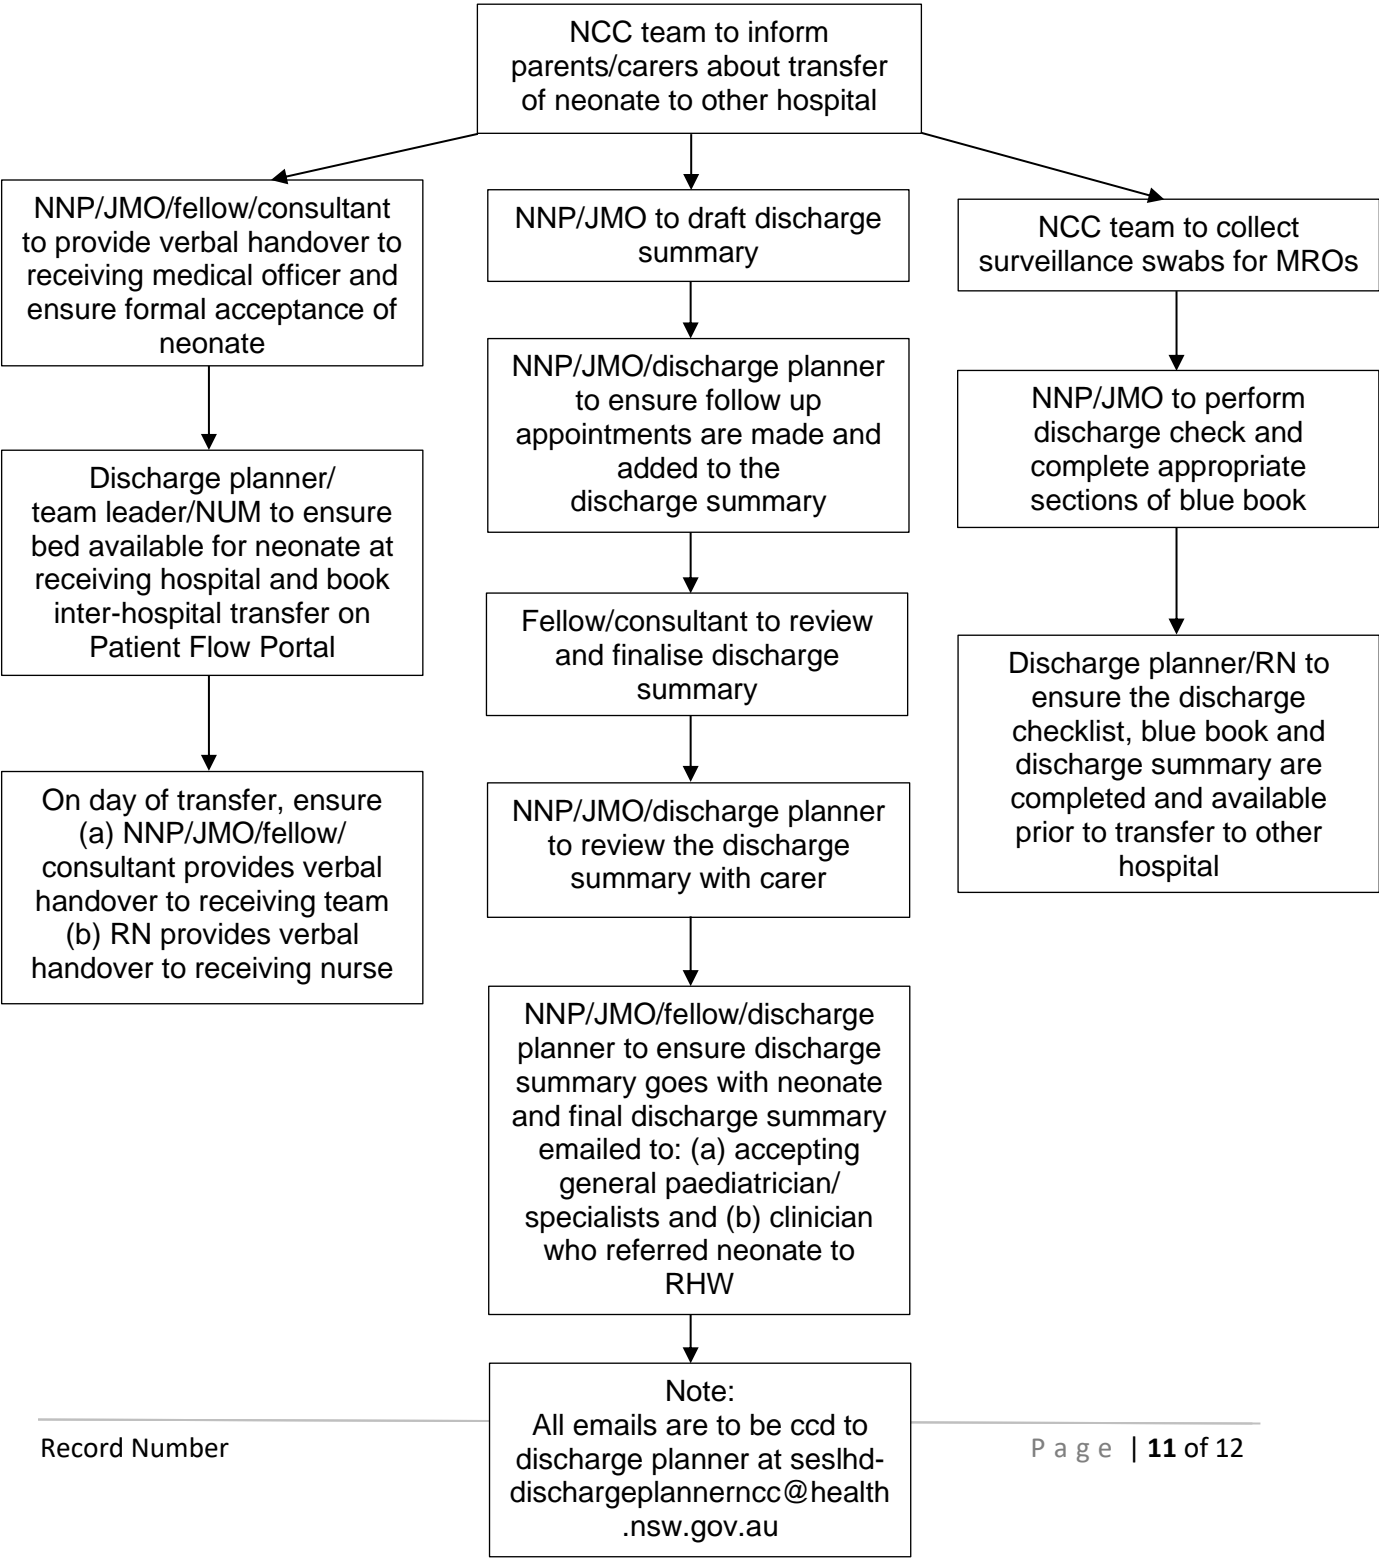 NCC team to inform
parents/carers about transfer
of neonate to other hospital
NNP/JMO/fellow/consultant
to provide verbal handover to
receiving medical officer and
ensure formal acceptance of
neonate
Discharge planner/
team leader/NUM to ensure
bed available for neonate at
receiving hospital and book
inter-hospital transfer on
Patient Flow Portal
On day of transfer, ensure
(a) NNP/JMO/fellow/
consultant provides verbal
handover to receiving team
(b) RN provides verbal
handover to receiving nurse
NNP/JMO to draft discharge
summary
NNP/JMO/discharge planner
to ensure follow up
appointments are made and
added to the
discharge summary
Fellow/consultant to review
and finalise discharge
summary
NNP/JMO/discharge planner
to review the discharge
summary with carer
NNP/JMO/fellow/discharge
planner to ensure discharge
summary goes with neonate
and final discharge summary
emailed to: (a) accepting
general paediatrician/
specialists and (b) clinician
who referred neonate to
RHW
Note:
All emails are to be ccd to
discharge planner at seslhd-
dischargeplannerncc@health
.nsw.gov.au
NCC team to collect
surveillance swabs for MROs
NNP/JMO to perform
discharge check and
complete appropriate
sections of blue book
Discharge planner/RN to
ensure the discharge
checklist, blue book and
discharge summary are
completed and available
prior to transfer to other
hospital
Record Number
Page | 11 of 12